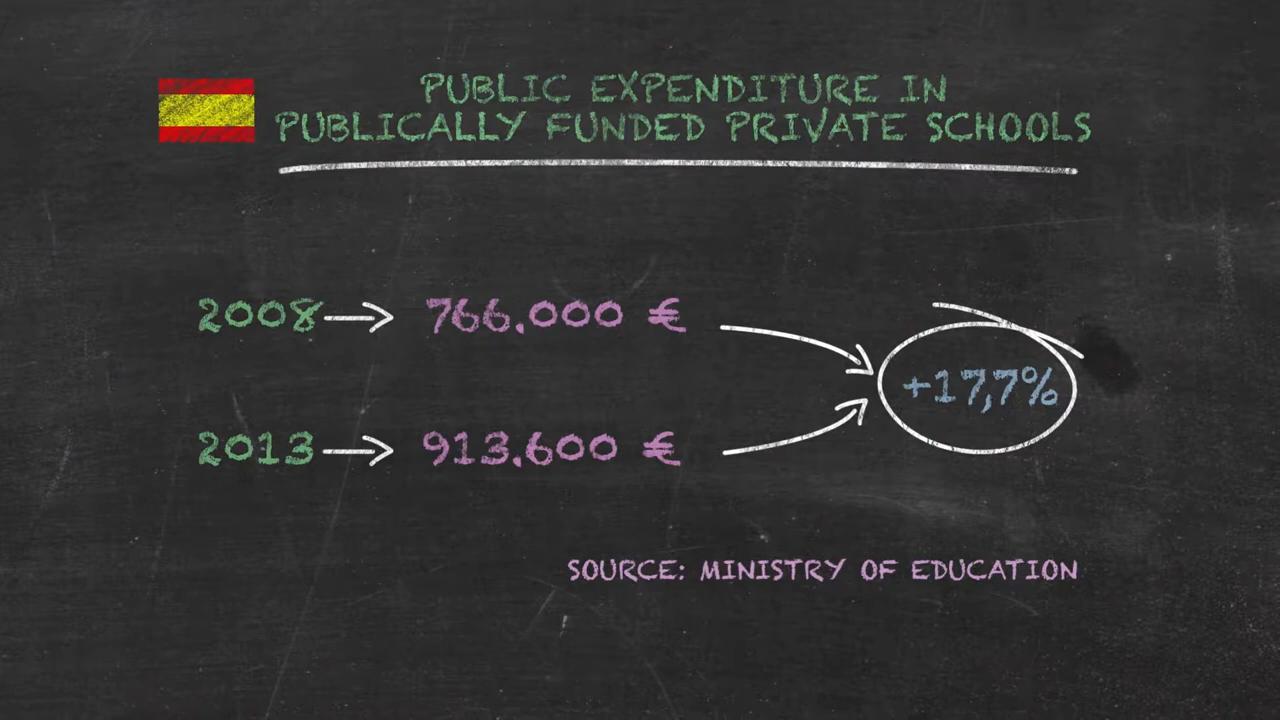 PUBLIC EXPENDITURE IN
PUBLICALLY FUNDED PRIVATE SCHOOLS
2008 → 766.000 €
+17,7%
2013 → 913.600 €
SOURCE: MINISTRY OF EDUCATION